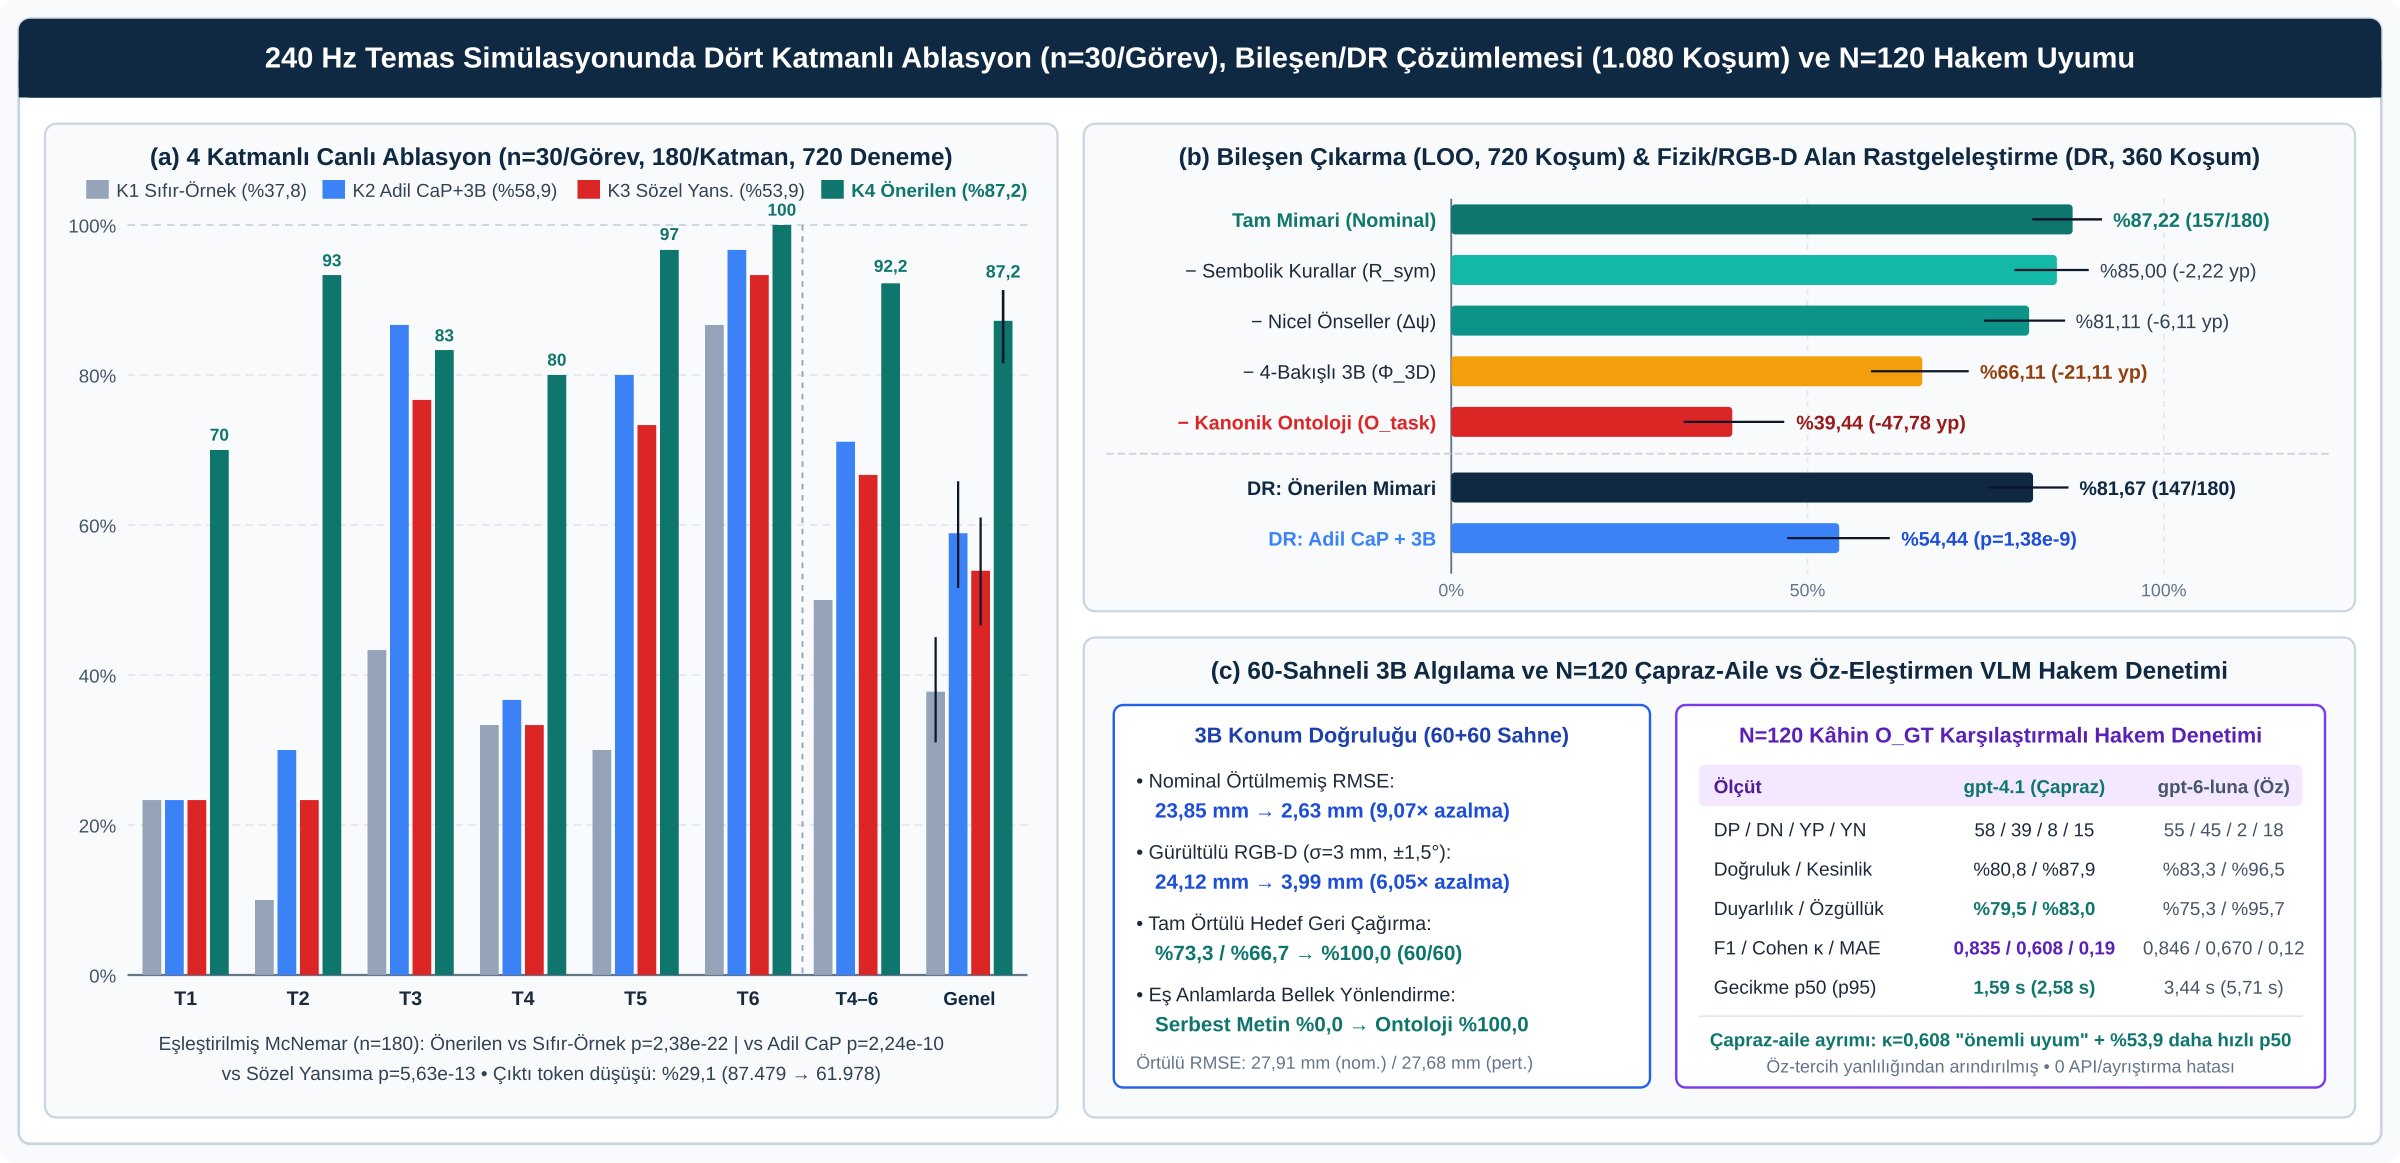 240 Hz Temas Simülasyonunda Dört Katmanlı Ablasyon (n=30/Görev), Bileşen/DR Çözümlemesi (1.080 Koşum) ve N=120 Hakem Uyumu
(a) 4 Katmanlı Canlı Ablasyon (n=30/Görev, 180/Katman, 720 Deneme)
K1 Sıfır-Örnek (%37,8) K2 Adil CaP+3B (%58,9) K3 Sözel Yans. (%53,9) K4 Önerilen (%87,2)
100%
80%
60%
40%
20%
0%
70
93
83
80
97
100
92,2
87,2
T1 T2 T3 T4 T5 T6 T4–6 Genel
Eşleştirilmiş McNemar (n=180): Önerilen vs Sıfır-Örnek p=2,38e-22 | vs Adil CaP p=2,24e-10
vs Sözel Yansıma p=5,63e-13 • Çıktı token düşüşü: %29,1 (87.479 → 61.978)
(b) Bileşen Çıkarma (LOO, 720 Koşum) & Fizik/RGB-D Alan Rastgeleleştirme (DR, 360 Koşum)
Tam Mimari (Nominal) %87,22 (157/180)
− Sembolik Kurallar (R_sym) %85,00 (-2,22 yp)
− Nicel Önseller (Δψ) %81,11 (-6,11 yp)
− 4-Bakışlı 3B (Φ_3D) %66,11 (-21,11 yp)
− Kanonik Ontoloji (O_task) %39,44 (-47,78 yp)
DR: Önerilen Mimari %81,67 (147/180)
DR: Adil CaP + 3B %54,44 (p=1,38e-9)
0% 50% 100%
(c) 60-Sahneli 3B Algılama ve N=120 Çapraz-Aile vs Öz-Eleştirmen VLM Hakem Denetimi
3B Konum Doğruluğu (60+60 Sahne)
• Nominal Örtülmemiş RMSE:
23,85 mm → 2,63 mm (9,07× azalma)
• Gürültülü RGB-D (σ=3 mm, ±1,5°):
24,12 mm → 3,99 mm (6,05× azalma)
• Tam Örtülü Hedef Geri Çağırma:
%73,3 / %66,7 → %100,0 (60/60)
• Eş Anlamlarda Bellek Yönlendirme:
Serbest Metin %0,0 → Ontoloji %100,0
Örtülü RMSE: 27,91 mm (nom.) / 27,68 mm (pert.)
N=120 Kâhin O_GT Karşılaştırmalı Hakem Denetimi
Ölçüt gpt-4.1 (Çapraz) gpt-6-luna (Öz)
DP / DN / YP / YN 58 / 39 / 8 / 15 55 / 45 / 2 / 18
Doğruluk / Kesinlik %80,8 / %87,9 %83,3 / %96,5
Duyarlılık / Özgüllük %79,5 / %83,0 %75,3 / %95,7
F1 / Cohen κ / MAE 0,835 / 0,608 / 0,19 0,846 / 0,670 / 0,12
Gecikme p50 (p95) 1,59 s (2,58 s) 3,44 s (5,71 s)
Çapraz-aile ayrımı: κ=0,608 "önemli uyum" + %53,9 daha hızlı p50
Öz-tercih yanlılığından arındırılmış • 0 API/ayrıştırma hatası